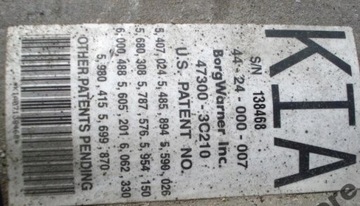 KIA
S/N 138468
44-24-000-007
BorgWarner Inc.
47300-3C210
U.S. PATENT NO.
5,407,024 5,485,894 5,590,026
5,680,308 5,787,576 5,954,150
6,000,488 5,605,201 6,062,330
5,980,415 5,699,870
OTHER PATENTS PENDING